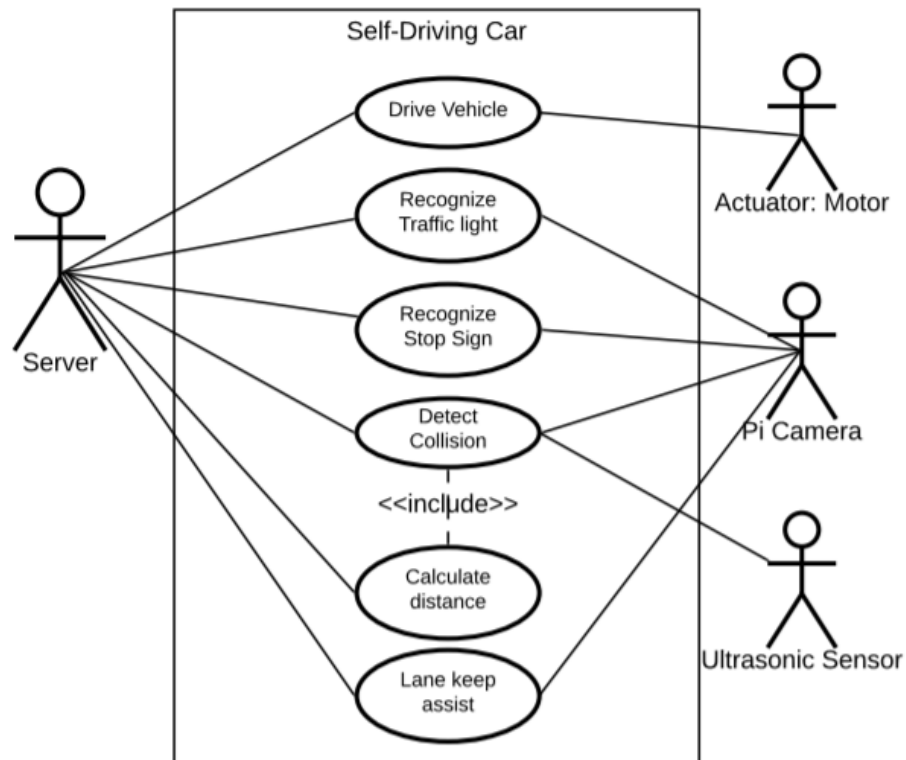 Self-Driving Car
Drive Vehicle
Actuator: Motor
Recognize
Traffic light
Server
Recognize
Stop Sign
Pi Camera
Detect
Collision
<<include>>
Calculate
distance
Ultrasonic Sensor
Lane keep
assist